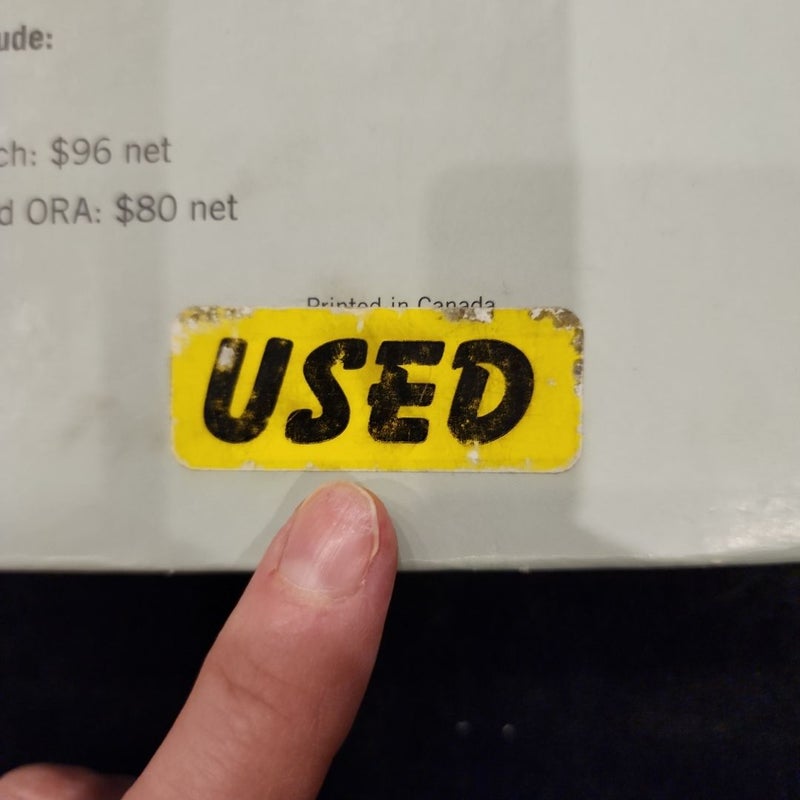 ude:
ch: $96 net
d ORA: $80 net
Printed in Canada
USED